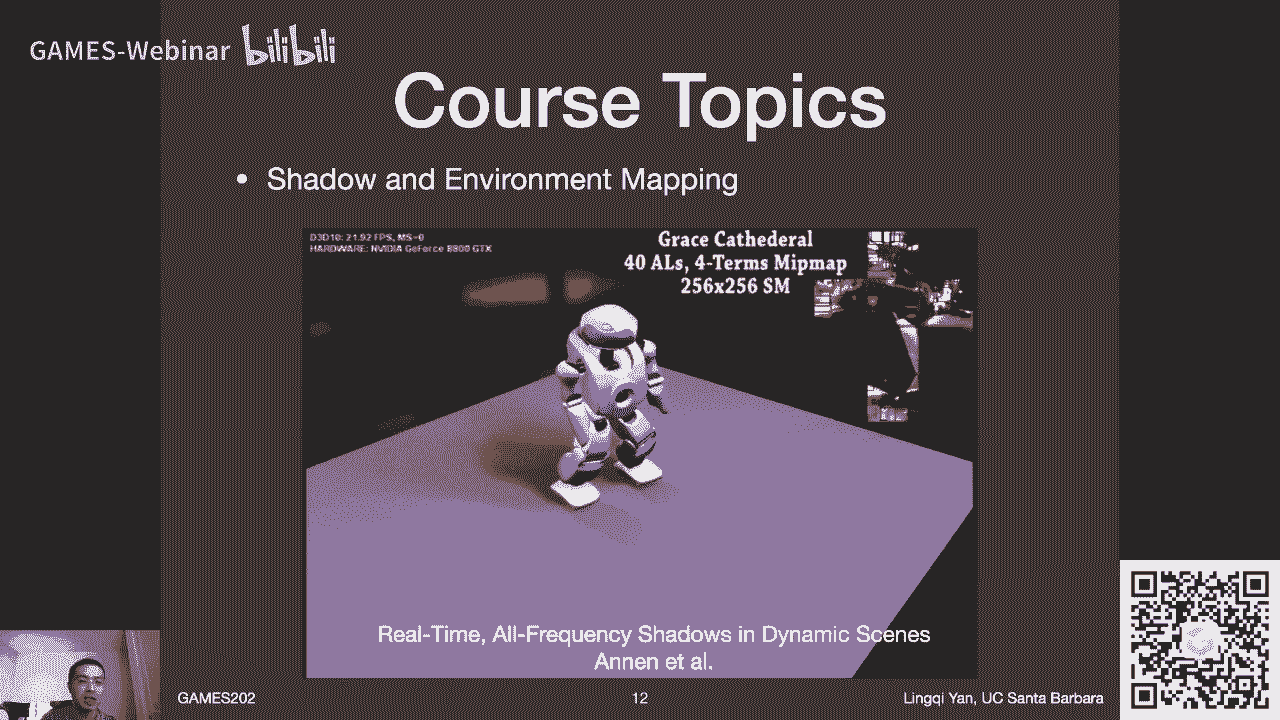 GAMES-Webinar bilibili
Course Topics
• Shadow and Environment Mapping
D3D10: 21.92 FPS, MS=0
HARDWARE: NVIDIA GeForce 8800 GTX
Grace Cathederal
40 ALs, 4-Terms Mipmap
256x256 SM
Real-Time, All-Frequency Shadows in Dynamic Scenes
Annen et al.
GAMES202
12
Lingqi Yan, UC Santa Barbara